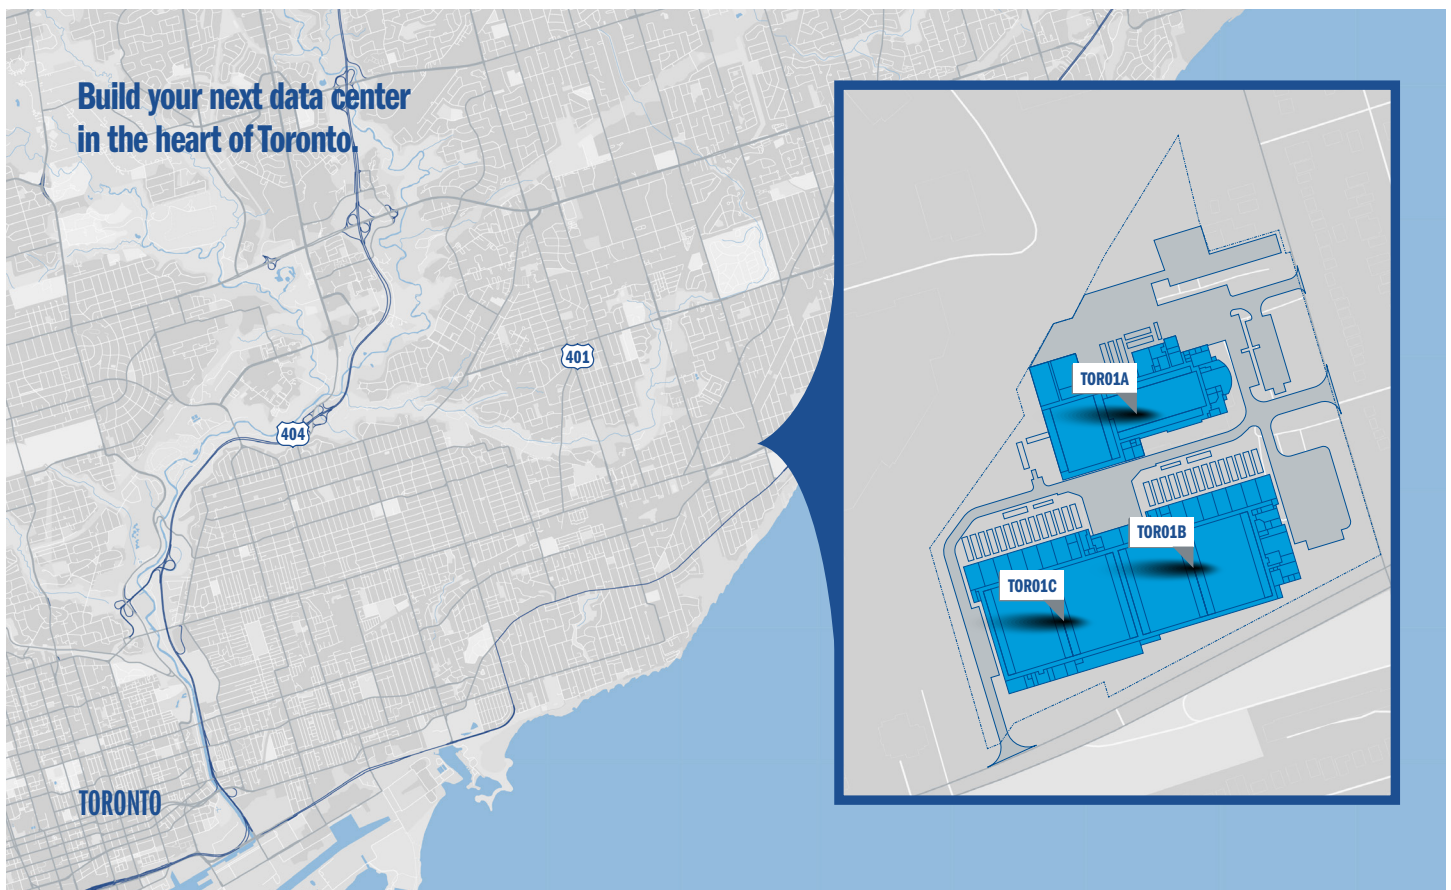 Build your next data center
in the heart of Toronto.
401
404
TORONTO
TOR01A
TOR01B
TOR01C